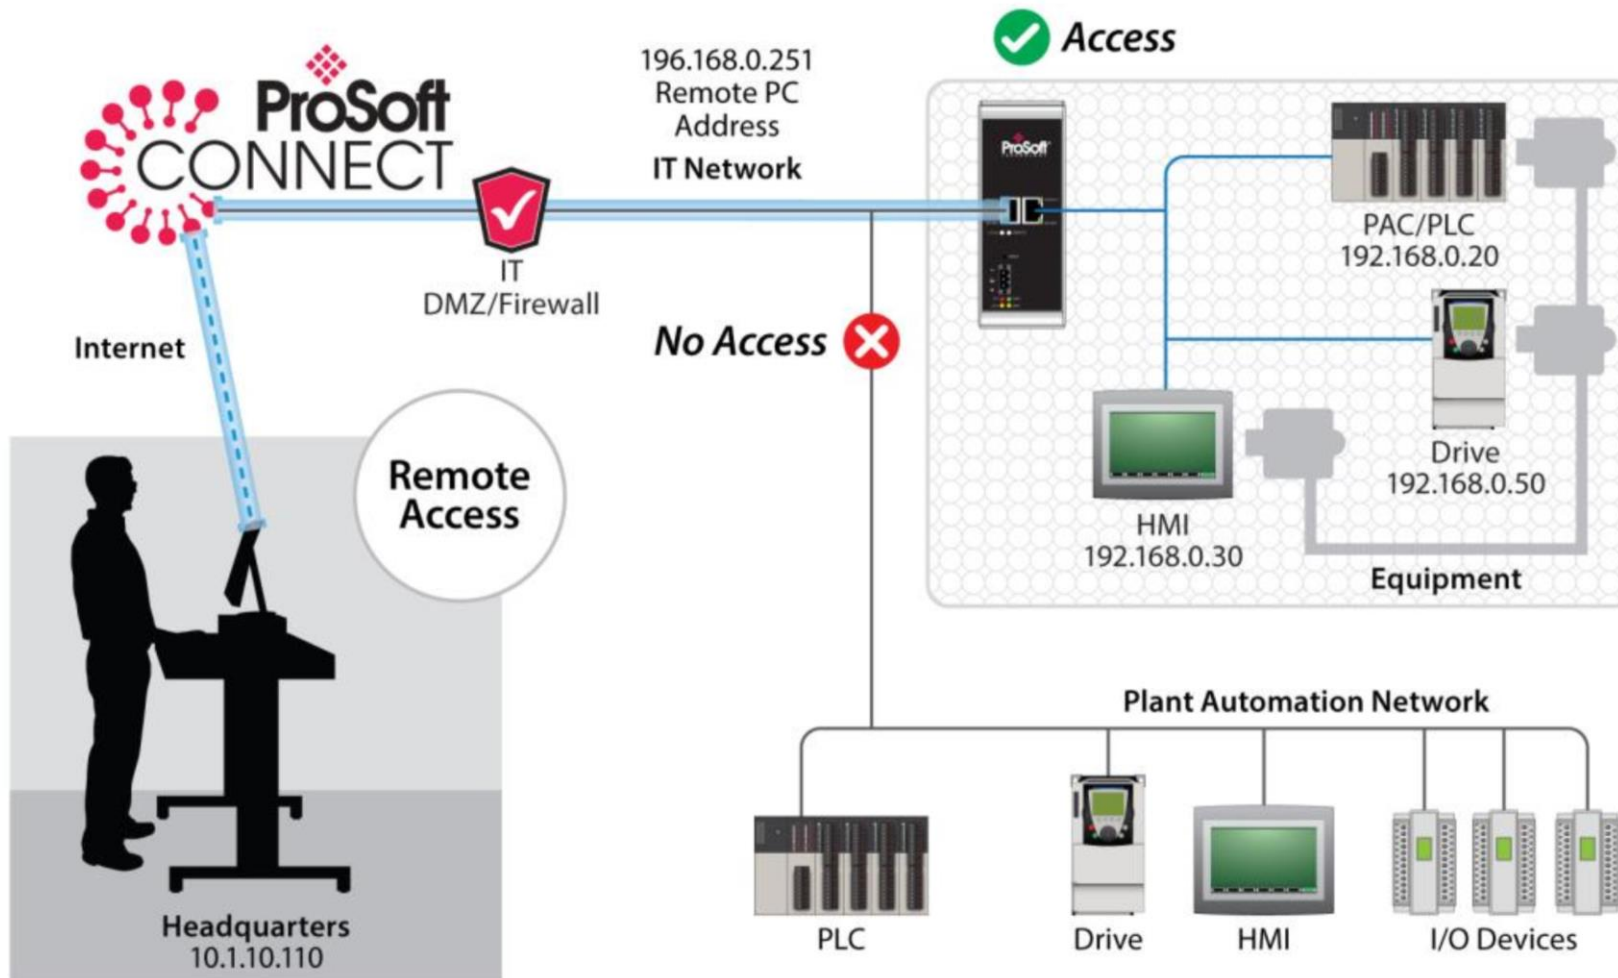 ProSoft
CONNECT
196.168.0.251
Remote PC
Address
IT Network
Access
ProSoft
PAC/PLC
192.168.0.20
IT
DMZ/Firewall
Internet
No Access
Remote
Access
Drive
192.168.0.50
HMI
192.168.0.30
Equipment
Plant Automation Network
PLC
Drive
HMI
I/O Devices
Headquarters
10.1.10.110